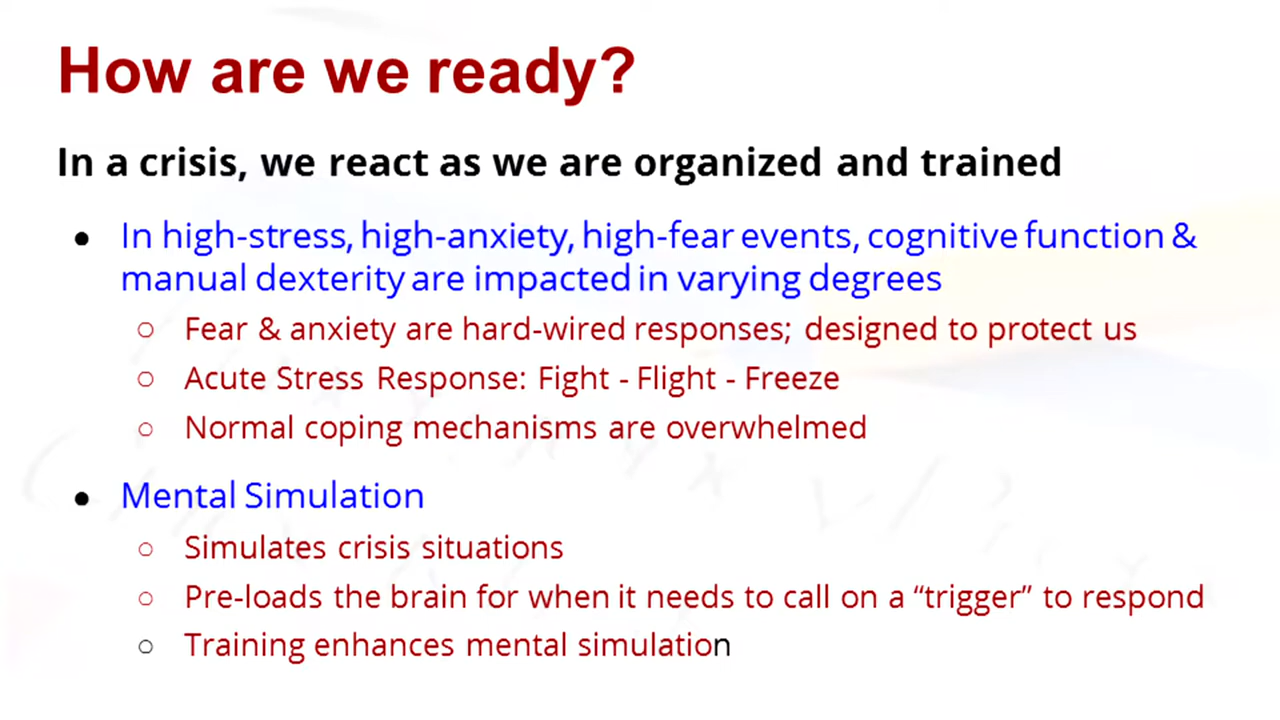 How are we ready?
In a crisis, we react as we are organized and trained
● In high-stress, high-anxiety, high-fear events, cognitive function &
manual dexterity are impacted in varying degrees
○ Fear & anxiety are hard-wired responses; designed to protect us
○ Acute Stress Response: Fight - Flight - Freeze
○ Normal coping mechanisms are overwhelmed
● Mental Simulation
○ Simulates crisis situations
○ Pre-loads the brain for when it needs to call on a “trigger” to respond
○ Training enhances mental simulation